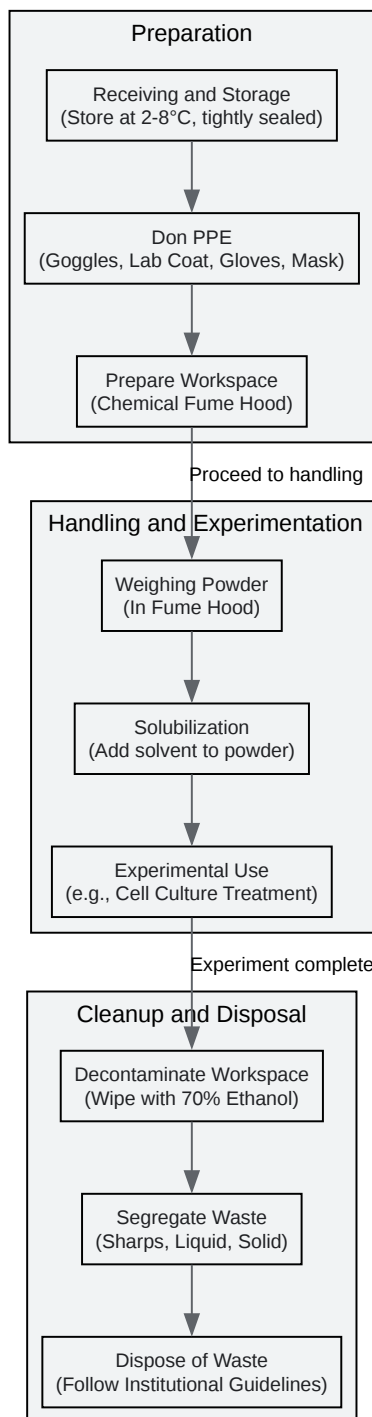 Preparation
Receiving and Storage
(Store at 2-8°C, tightly sealed)
Don PPE
(Goggles, Lab Coat, Gloves, Mask)
Prepare Workspace
(Chemical Fume Hood)
Proceed to handling
Handling and Experimentation
Weighing Powder
(In Fume Hood)
Solubilization
(Add solvent to powder)
Experimental Use
(e.g., Cell Culture Treatment)
Experiment complete
Cleanup and Disposal
Decontaminate Workspace
(Wipe with 70% Ethanol)
Segregate Waste
(Sharps, Liquid, Solid)
Dispose of Waste
(Follow Institutional Guidelines)